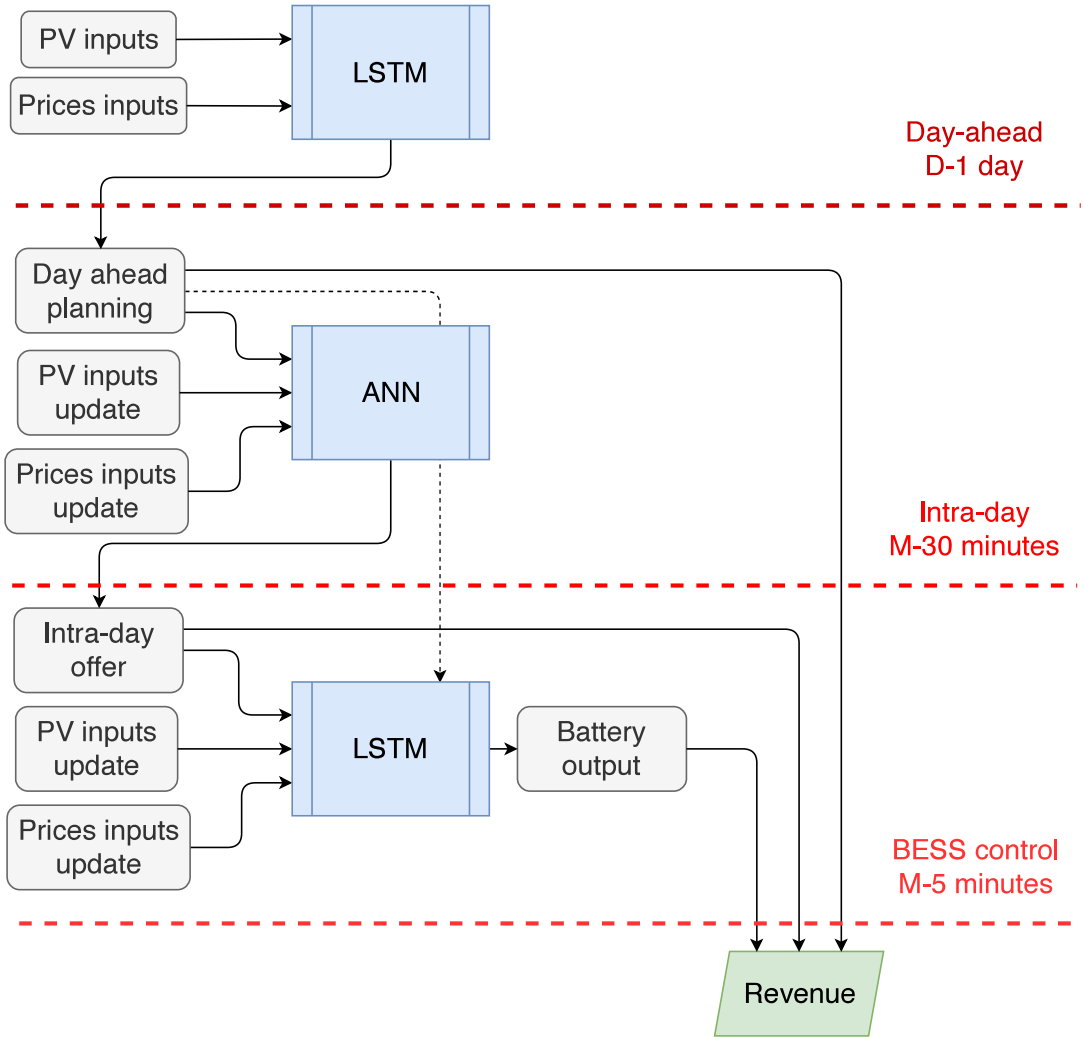 PV inputs
Prices inputs
LSTM
Day-ahead
D-1 day
Day ahead
planning
PV inputs
update
Prices inputs
update
ANN
Intra-day
M-30 minutes
Intra-day
offer
PV inputs
update
Prices inputs
update
LSTM
Battery
output
BESS control
M-5 minutes
Revenue